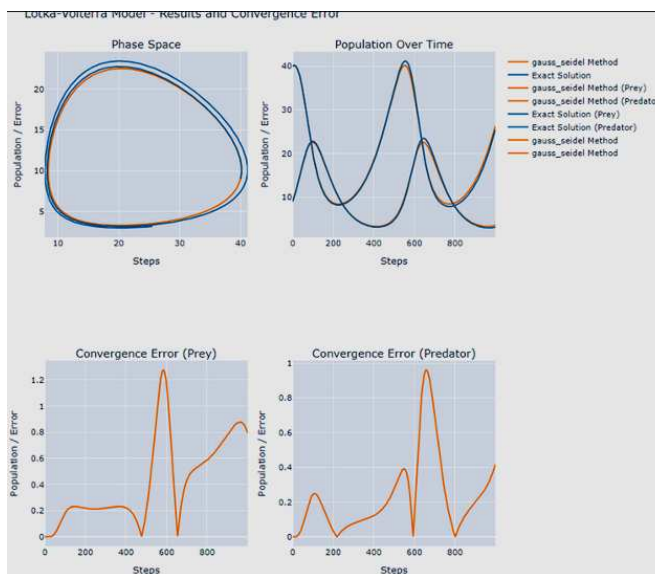 Lotka-Volterra Model - Results and Convergence Error
Phase Space
Population Over Time
gauss_seidel Method
Exact Solution
gauss_seidel Method (Prey)
gauss_seidel Method (Predator
Exact Solution (Prey)
Exact Solution (Predator)
gauss_seidel Method
gauss_seidel Method
Population / Error
20
15
10
5
10
20
30
40
Steps
Population / Error
40
30
20
10
0
200
400
600
800
Steps
Convergence Error (Prey)
Convergence Error (Predator)
Population / Error
1.2
1
0.8
0.6
0.4
0.2
0
0
200
400
600
800
Steps
Population / Error
1
0.8
0.6
0.4
0.2
0
0
200
400
600
800
Steps